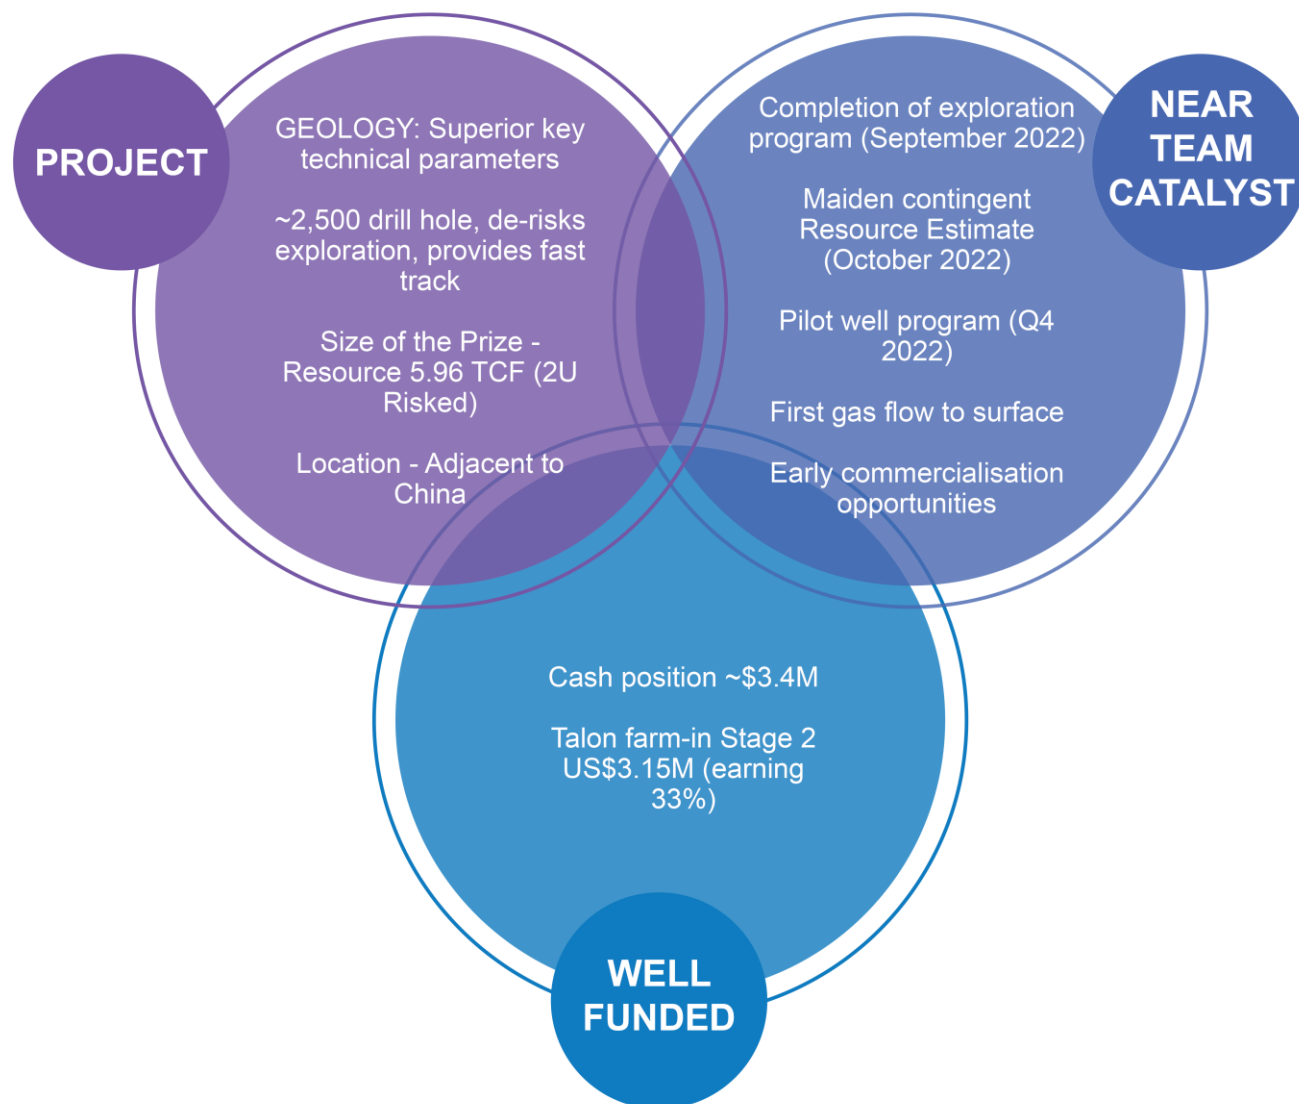 PROJECT
GEOLOGY: Superior key
technical parameters
~2,500 drill hole, de-risks
exploration, provides fast
track
Size of the Prize -
Resource 5.96 TCF (2U
Risked)
Location - Adjacent to
China
NEAR
TEAM
CATALYST
Completion of exploration
program (September 2022)
Maiden contingent
Resource Estimate
(October 2022)
Pilot well program (Q4
2022)
First gas flow to surface
Early commercialisation
opportunities
Cash position ~$3.4M
Talon farm-in Stage 2
US$3.15M (earning
33%)
WELL
FUNDED